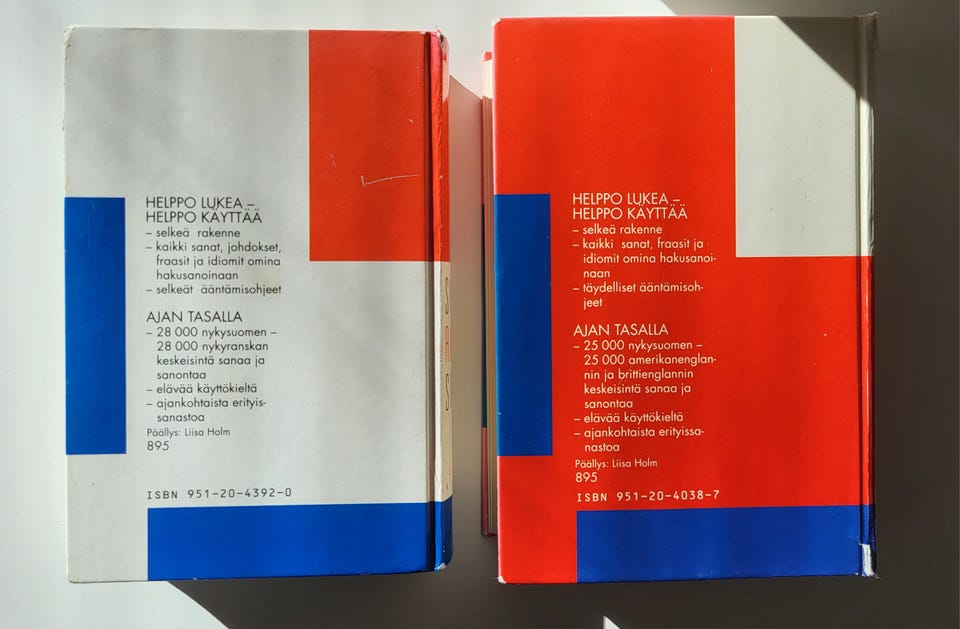 HELPPO LUKEA –
HELPPO KÄYTTÄÄ
– selkeä rakenne
– kaikki sanat, johdokset,
fraasit ja idiomit omina
hakusanoinaan
– selkeät ääntämisohjeet
AJAN TASALLA
– 28 000 nykysuomen –
28 000 nykyranskan
keskeisintä sanaa ja
sanontaa
– elävää käyttökieltä
– ajankohtaista erityis-
sanastoa
Päällys: Liisa Holm
895
ISBN 951-20-4392-0
HELPPO LUKEA –
HELPPO KÄYTTÄÄ
– selkeä rakenne
– kaikki sanat, fraasit ja
idiomit omina hakusanoi-
naan
– täydelliset ääntämisoh-
jeet
AJAN TASALLA
– 25 000 nykysuomen –
25 000 amerikanenglan-
nin ja brittienglannin
keskeisintä sanaa ja
sanontaa
– elävää käyttökieltä
– ajankohtaista erityissa-
nastoa
Päällys: Liisa Holm
895
ISBN 951-20-4038-7